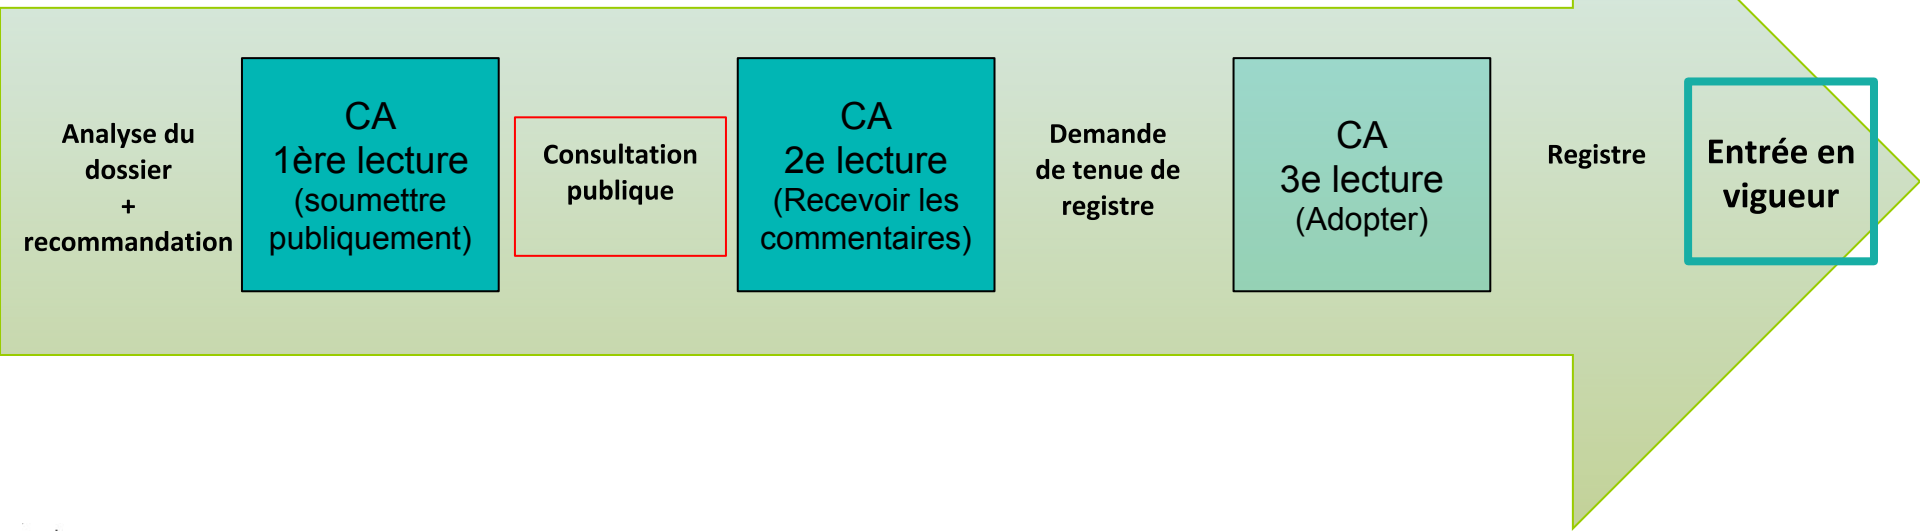 Analyse du
dossier
+
recommandation
CA
1ère lecture
(soumettre
publiquement)
Consultation
publique
CA
2e lecture
(Recevoir les
commentaires)
Demande
de tenue de
registre
CA
3e lecture
(Adopter)
Registre
Entrée en
vigueur